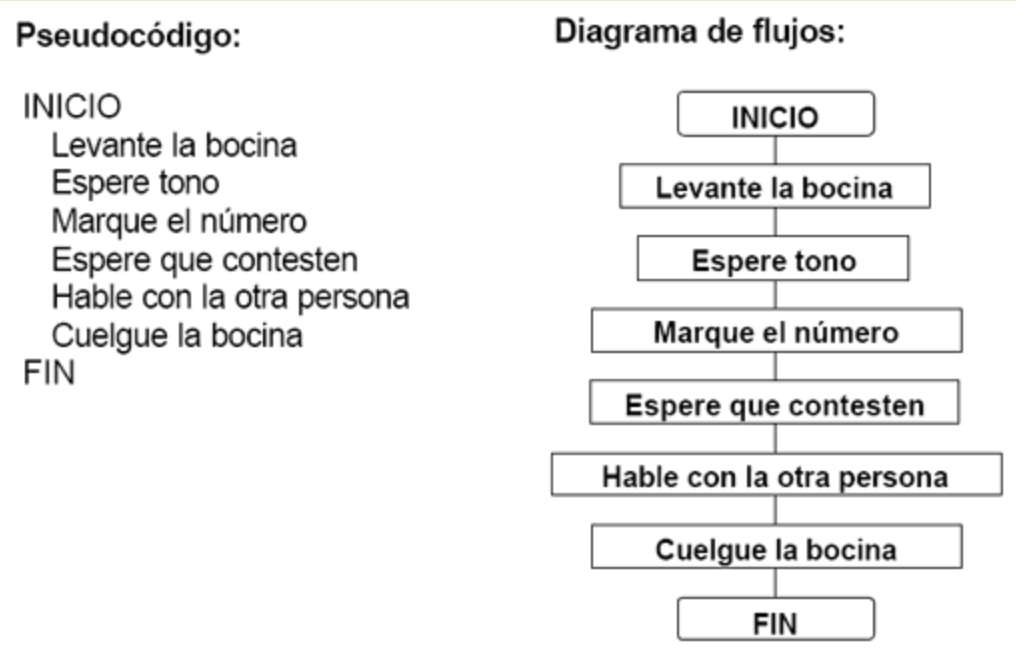 Pseudocódigo:
INICIO
Levante la bocina
Espere tono
Marque el número
Espere que contesten
Hable con la otra persona
Cuelgue la bocina
FIN
Diagrama de flujos:
INICIO
Levante la bocina
Espere tono
Marque el número
Espere que contesten
Hable con la otra persona
Cuelgue la bocina
FIN